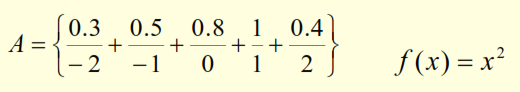 A = {0.3/−2 + 0.5/−1 + 0.8/0 + 1/1 + 0.4/2} f(x) = x²